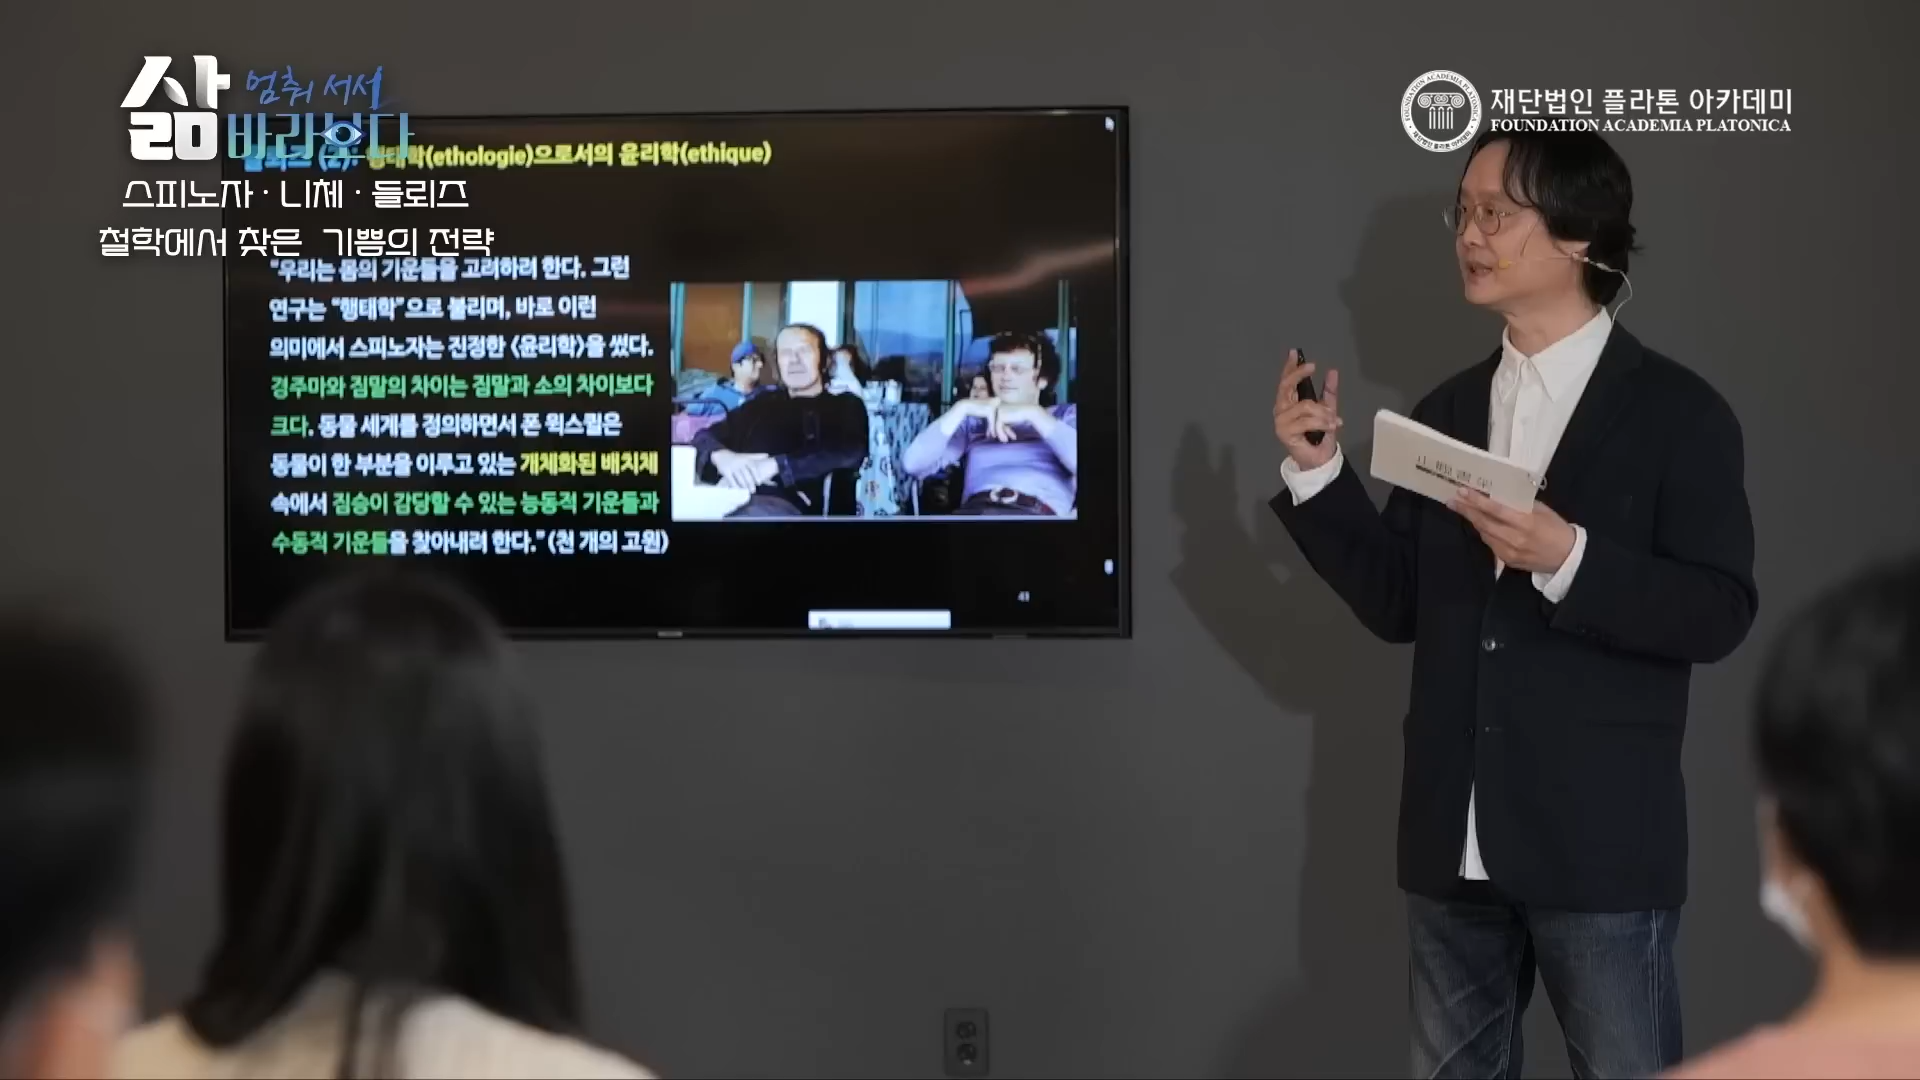 삶 멈춰 서서
바라보다
스피노자 · 니체 · 들뢰즈
철학에서 찾은 기쁨의 전략
재단법인 플라톤 아카데미
FOUNDATION ACADEMIA PLATONICA
(2): 행태학(ethologie)으로서의 윤리학(ethique)
“우리는 몸의 기운들을 고려하려 한다. 그런
연구는 “행태학”으로 불리며, 바로 이런
의미에서 스피노자는 진정한 〈윤리학〉을 썼다.
경주마와 짐말의 차이는 짐말과 소의 차이보다
크다. 동물 세계를 정의하면서 폰 윅스퀼은
동물이 한 부분을 이루고 있는 개체화된 배치체
속에서 짐승이 감당할 수 있는 능동적 기운들과
수동적 기운들을 찾아내려 한다.” (천 개의 고원)